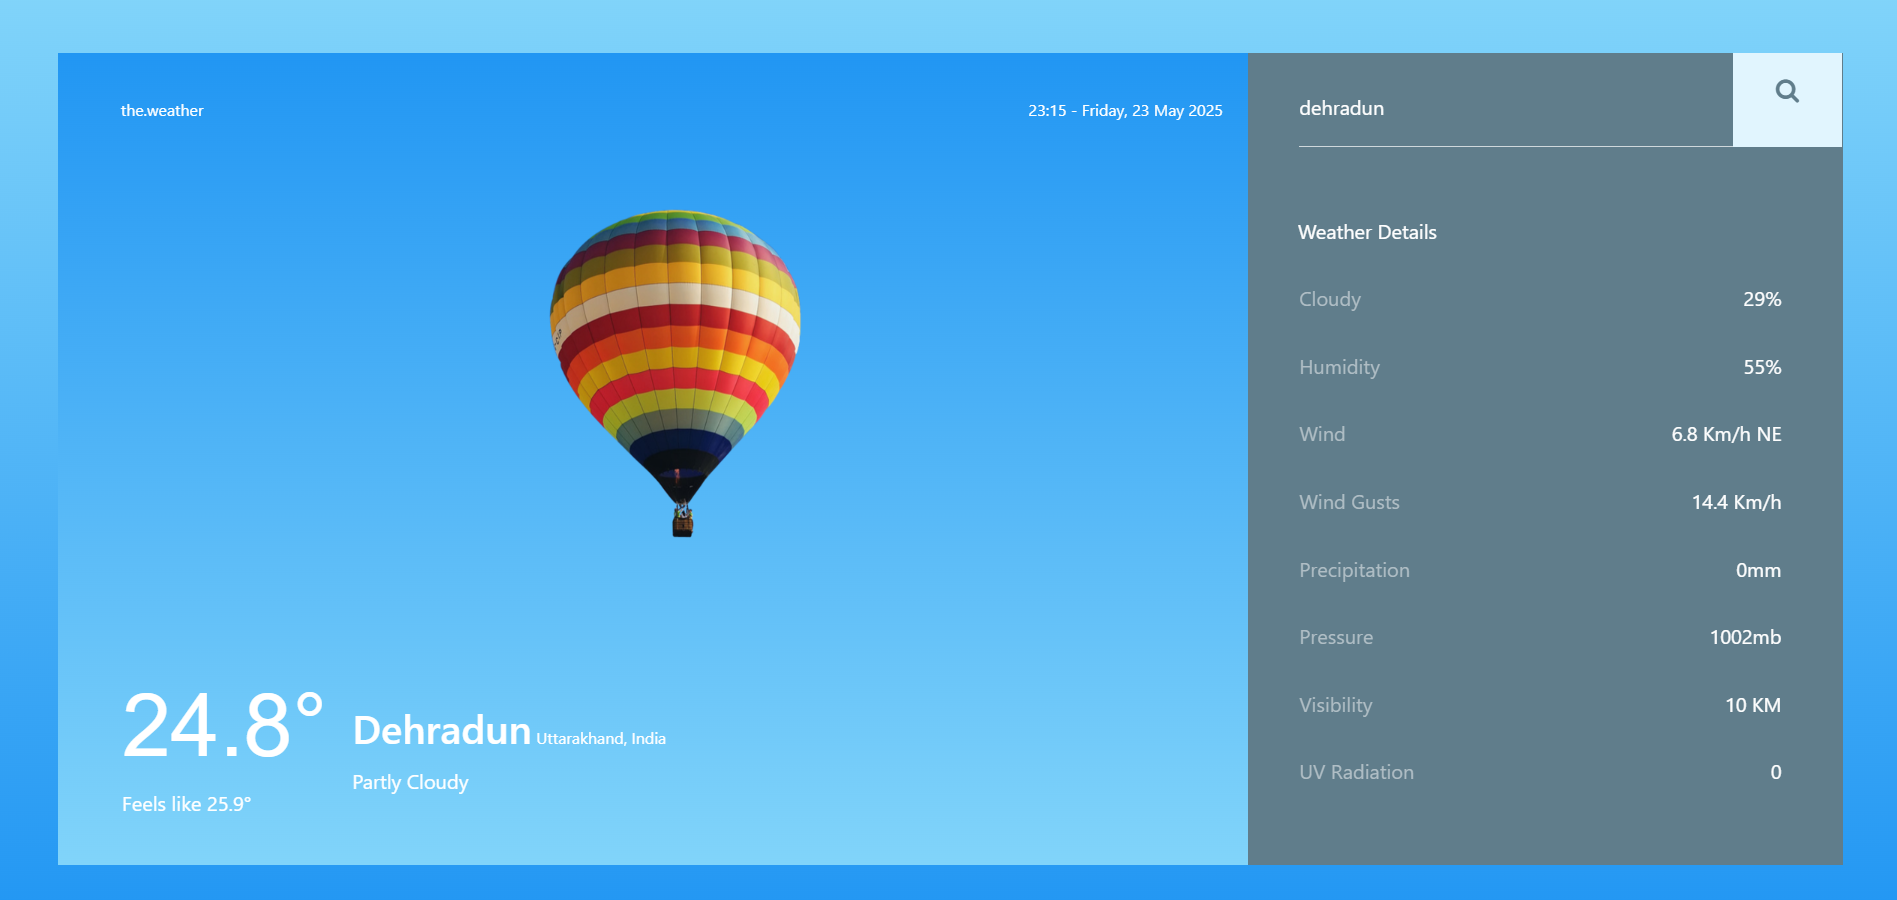 the.weather
23:15 - Friday, 23 May 2025
24.8°
Feels like 25.9°
Dehradun Uttarakhand, India
Partly Cloudy
dehradun
Weather Details
Cloudy 29%
Humidity 55%
Wind 6.8 Km/h NE
Wind Gusts 14.4 Km/h
Precipitation 0mm
Pressure 1002mb
Visibility 10 KM
UV Radiation 0